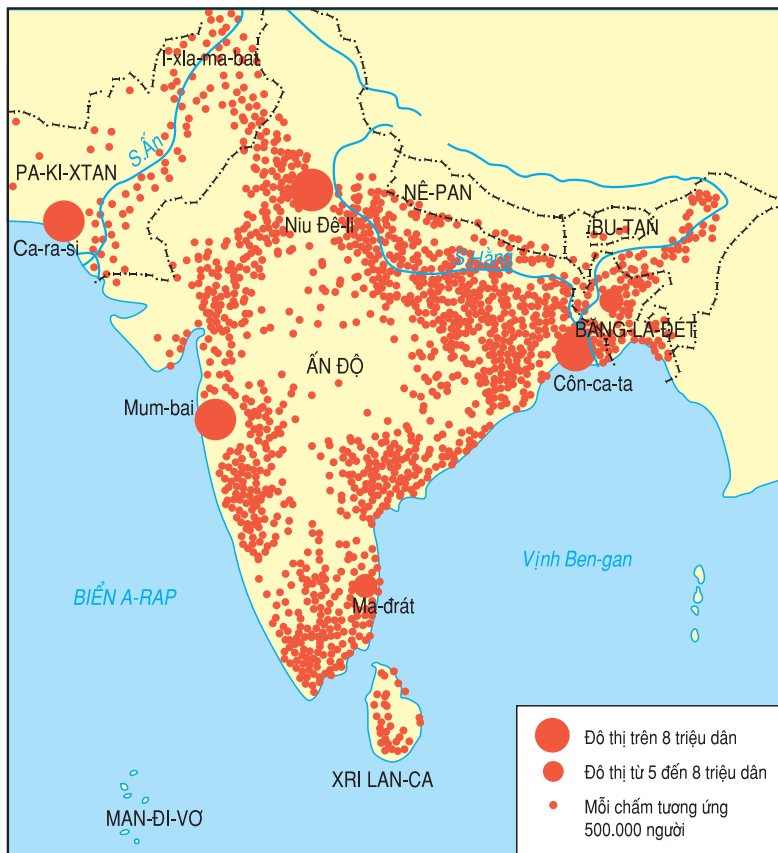 I-xla-ma-bat
S.Ấn
PA-KI-XTAN
NÊ-PAN
Niu Đê-li
BU-TAN
Ca-ra-si
S.Hằng
BĂNG-LA-ĐÉT
ẤN ĐỘ
Côn-ca-ta
Mum-bai
Vịnh Ben-gan
BIỂN A-RAP
Ma-đrát
XRI LAN-CA
MAN-ĐI-VƠ
Đô thị trên 8 triệu dân
Đô thị từ 5 đến 8 triệu dân
Mỗi chấm tương ứng
500.000 người